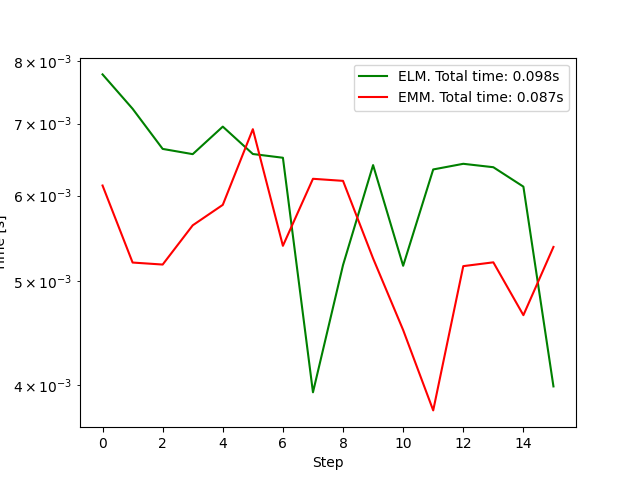 8 × 10⁻³
7 × 10⁻³
6 × 10⁻³
5 × 10⁻³
4 × 10⁻³
ELM. Total time: 0.098s
EMM. Total time: 0.087s
0 2 4 6 8 10 12 14
Step